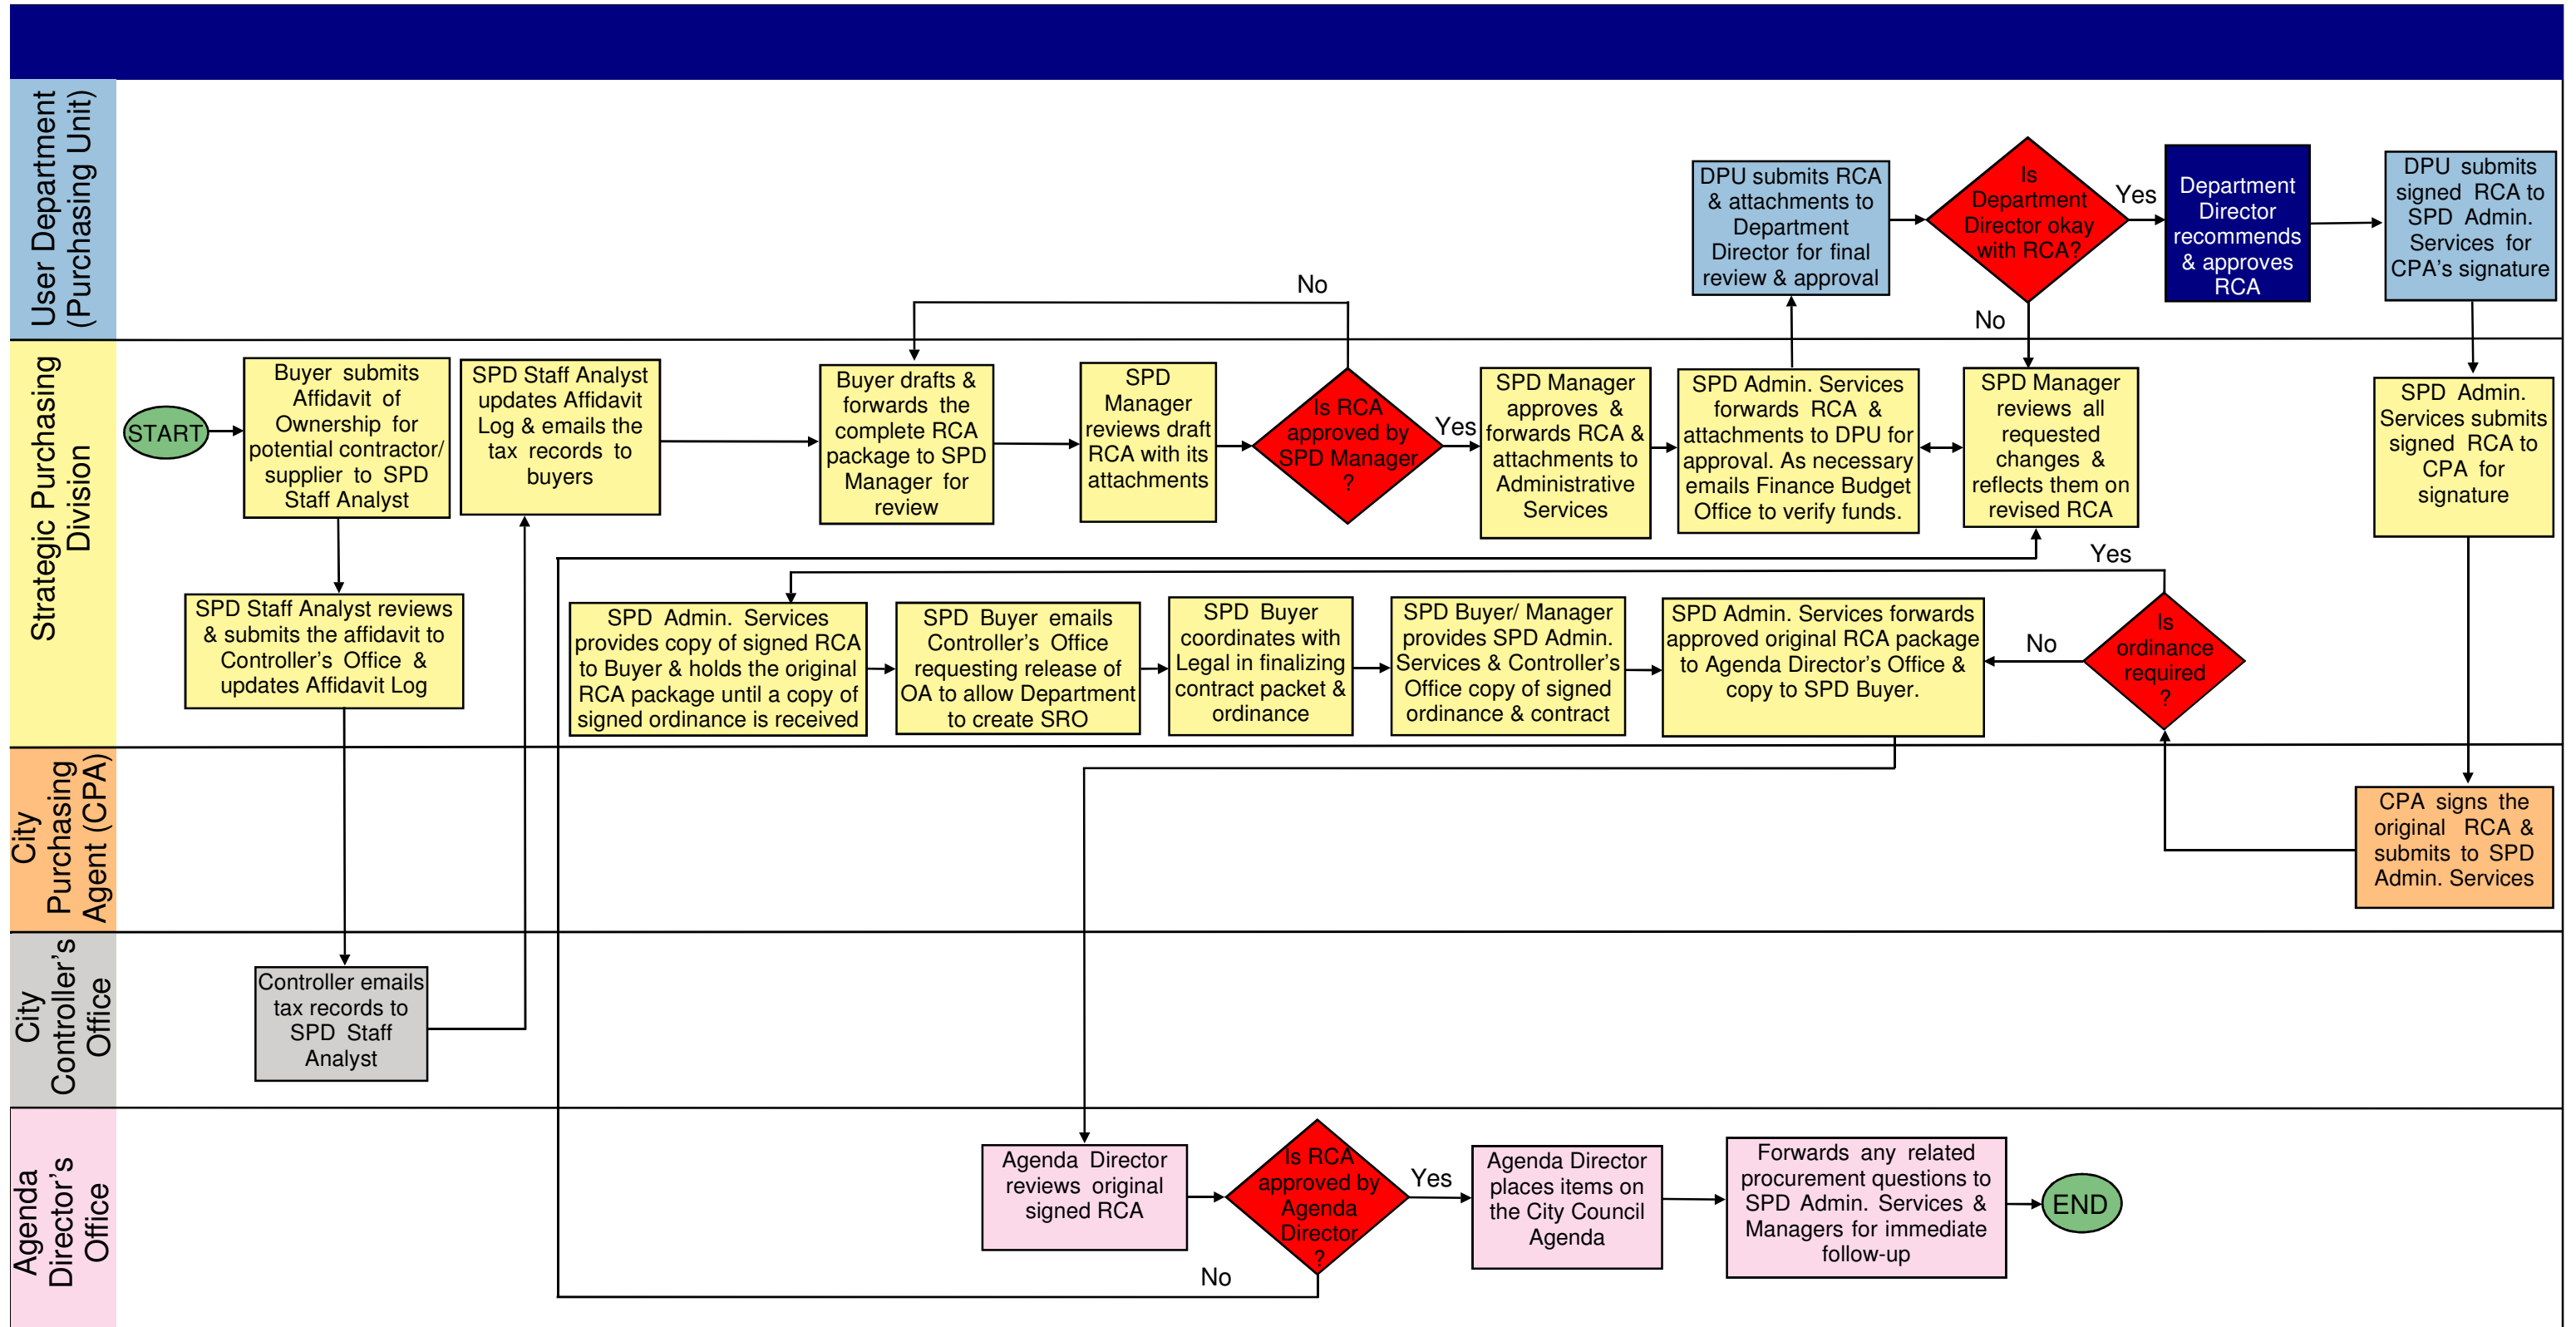 User Department
(Purchasing Unit)
DPU submits RCA
& attachments to
Department
Director for final
review & approval
Is
Department
Director okay
with RCA?
Yes
No
Department
Director
recommends
& approves
RCA
DPU submits
signed RCA to
SPD Admin.
Services for
CPA's signature
No
Strategic Purchasing
Division
START
Buyer submits
Affidavit of
Ownership for
potential contractor/
supplier to SPD
Staff Analyst
SPD Staff Analyst
updates Affidavit
Log & emails the
tax records to
buyers
Buyer drafts &
forwards the
complete RCA
package to SPD
Manager for
review
SPD
Manager
reviews draft
RCA with its
attachments
Is RCA
approved by
SPD Manager
?
Yes
SPD Manager
approves &
forwards RCA &
attachments to
Administrative
Services
SPD Admin. Services
forwards RCA &
attachments to DPU for
approval. As necessary
emails Finance Budget
Office to verify funds.
SPD Manager
reviews all
requested
changes &
reflects them on
revised RCA
SPD Admin.
Services submits
signed RCA to
CPA for
signature
SPD Staff Analyst reviews
& submits the affidavit to
Controller's Office &
updates Affidavit Log
SPD Admin. Services
provides copy of signed RCA
to Buyer & holds the original
RCA package until a copy of
signed ordinance is received
SPD Buyer emails
Controller's Office
requesting release of
OA to allow Department
to create SRO
SPD Buyer
coordinates with
Legal in finalizing
contract packet &
ordinance
SPD Buyer/ Manager
provides SPD Admin.
Services & Controller's
Office copy of signed
ordinance & contract
SPD Admin. Services forwards
approved original RCA package
to Agenda Director's Office &
copy to SPD Buyer.
No
Is
ordinance
required
?
Yes
City
Purchasing
Agent (CPA)
CPA signs the
original RCA &
submits to SPD
Admin. Services
City
Controller's
Office
Controller emails
tax records to
SPD Staff
Analyst
Agenda
Director's
Office
Agenda Director
reviews original
signed RCA
Is RCA
approved by
Agenda
Director
?
Yes
No
Agenda Director
places items on
the City Council
Agenda
Forwards any related
procurement questions to
SPD Admin. Services &
Managers for immediate
follow-up
END